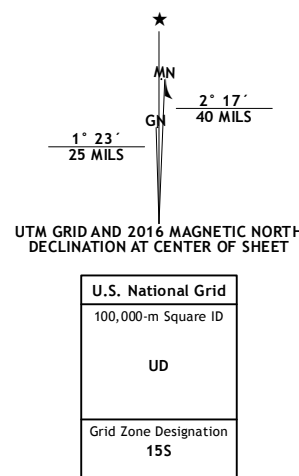 ★
MN
GN
2° 17´
40 MILS
1° 23´
25 MILS
UTM GRID AND 2016 MAGNETIC NORTH
DECLINATION AT CENTER OF SHEET
U.S. National Grid
100,000-m Square ID
UD
Grid Zone Designation
15S